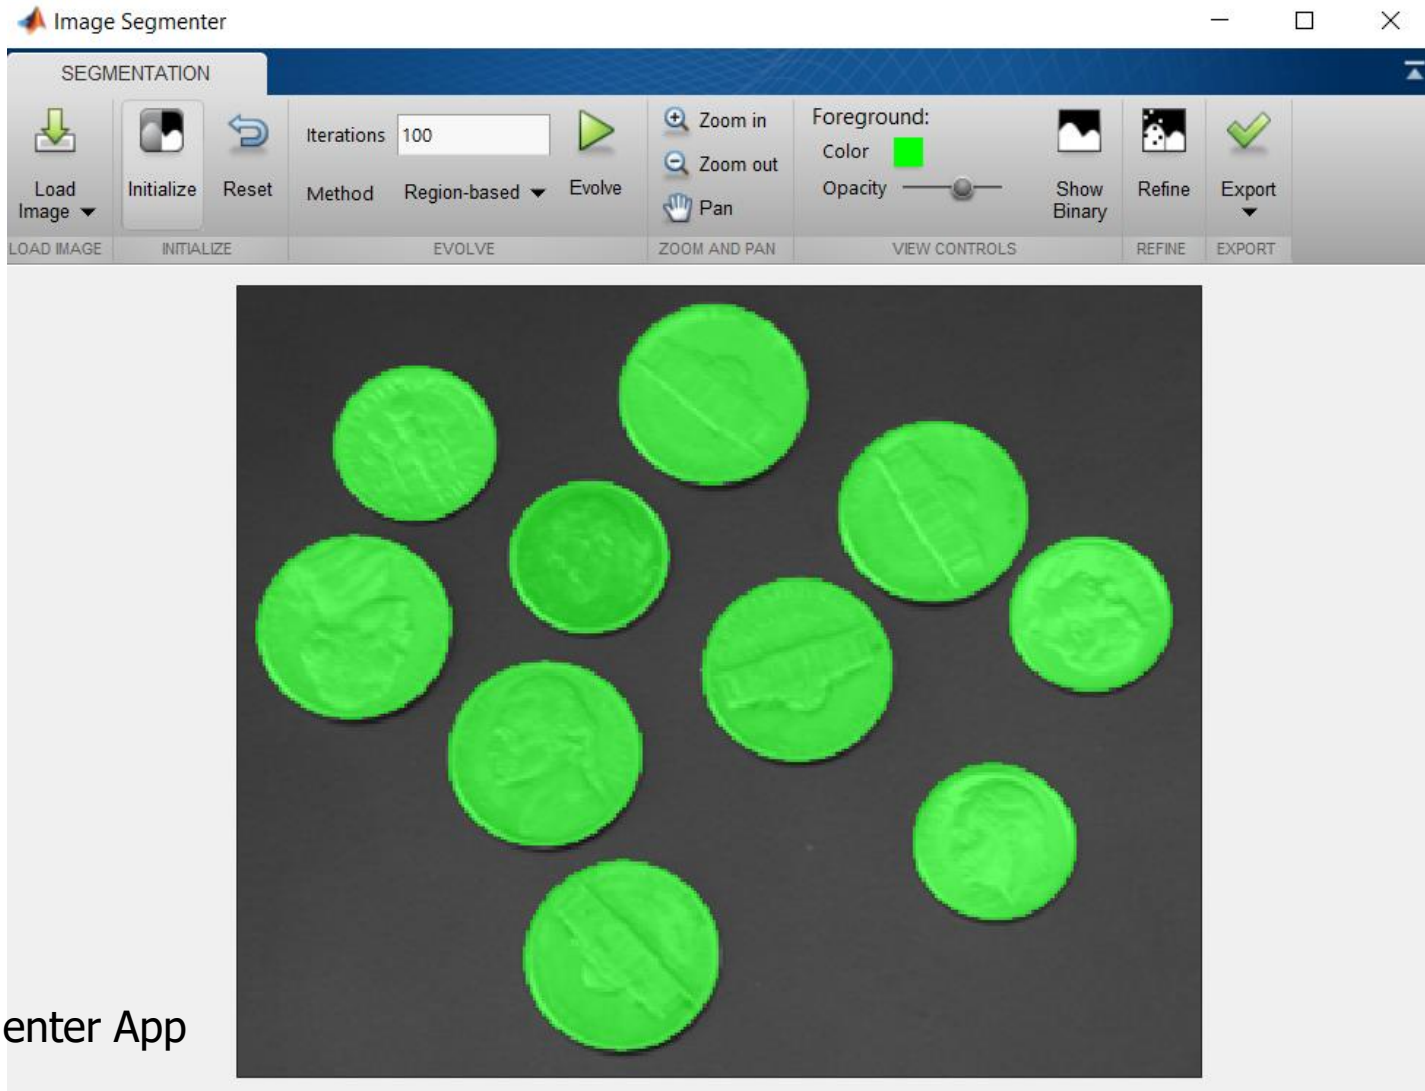 Image Segmenter
SEGMENTATION
Load
Image
LOAD IMAGE
Initialize
Reset
INITIALIZE
Iterations 100
Method Region-based
Evolve
EVOLVE
Zoom in
Zoom out
Pan
ZOOM AND PAN
Foreground:
Color
Opacity
Show
Binary
VIEW CONTROLS
Refine
REFINE
Export
EXPORT
enter App